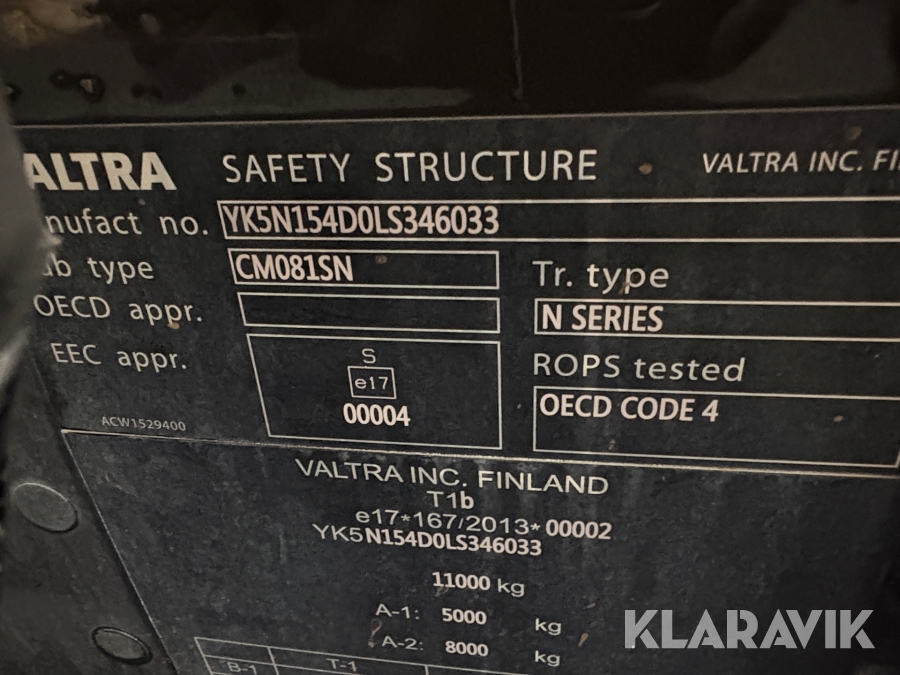 ALTRA SAFETY STRUCTURE VALTRA INC. FI
nufact no. YK5N154D0LS346033
b type CM081SN Tr. type
OECD appr. N SERIES
EEC appr. S ROPS tested
e17
00004 OECD CODE 4
ACW1529400
VALTRA INC. FINLAND
T1b
e17*167/2013*00002
YK5N154D0LS346033
11000 kg
A-1: 5000 kg
A-2: 8000 kg
B-1 T-1
KLARAVIK